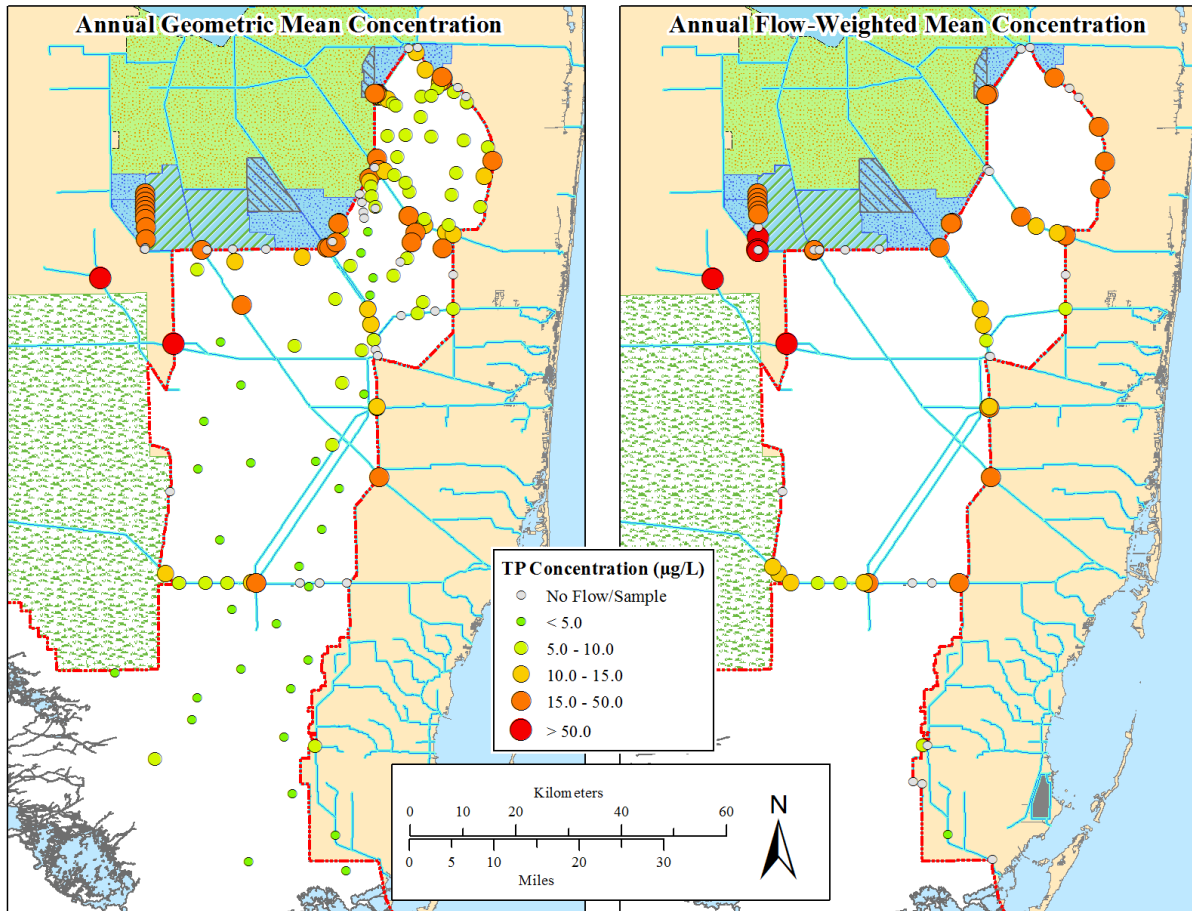 Annual Geometric Mean Concentration
Annual Flow-Weighted Mean Concentration
TP Concentration (µg/L)
No Flow/Sample
< 5.0
5.0 - 10.0
10.0 - 15.0
15.0 - 50.0
> 50.0
Kilometers
0 10 20 40 60
0 5 10 20 30
Miles
N